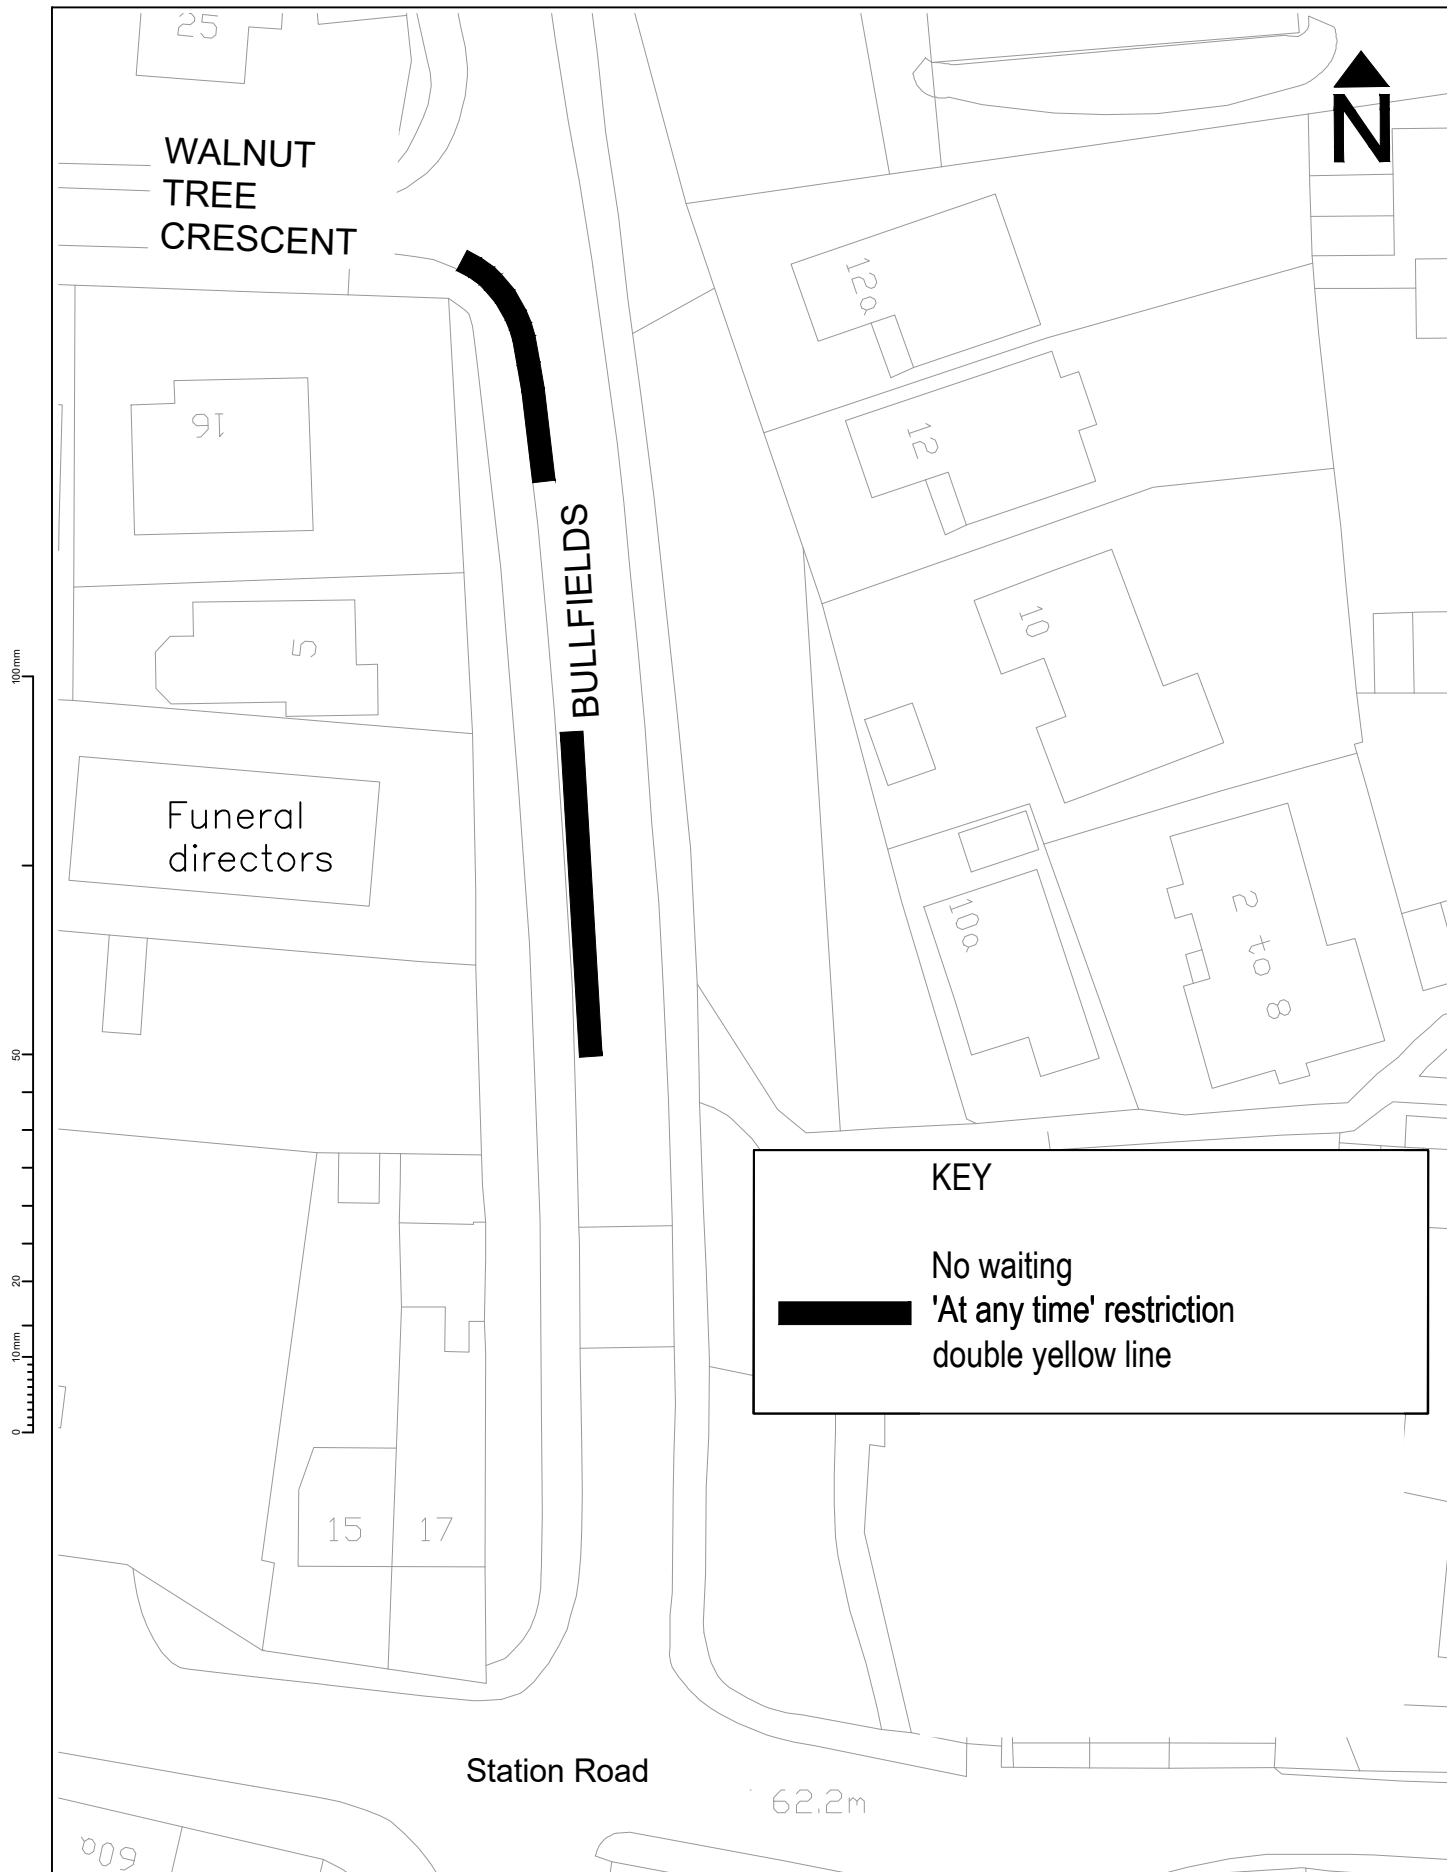 25
N
WALNUT
TREE
CRESCENT
12a
16
12
BULLFIELDS
10
5
100mm
Funeral
directors
10a
2 to 8
50
KEY
No waiting
'At any time' restriction
double yellow line
20
10mm
0
15
17
Station Road
62.2m
60a